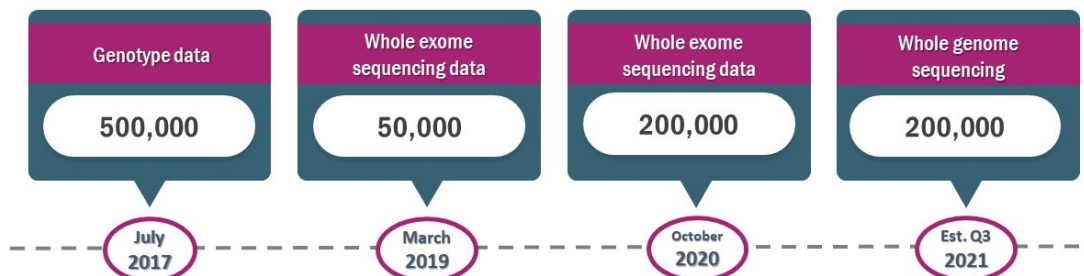 Genotype data
500,000
July
2017
Whole exome
sequencing data
50,000
March
2019
Whole exome
sequencing data
200,000
October
2020
Whole genome
sequencing
200,000
Est. Q3
2021